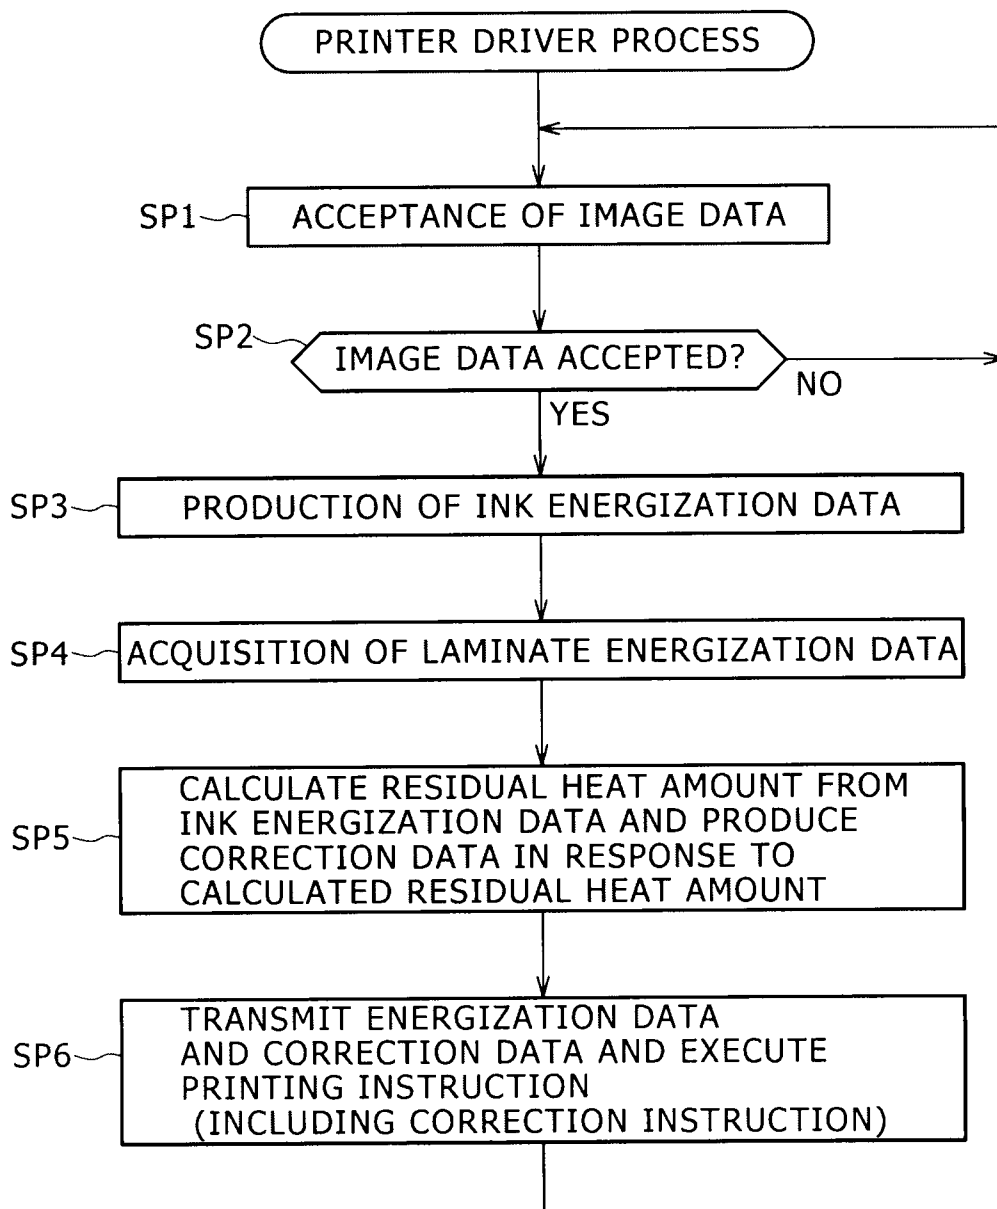 PRINTER DRIVER PROCESS
SP1
ACCEPTANCE OF IMAGE DATA
SP2
IMAGE DATA ACCEPTED?
NO
YES
SP3
PRODUCTION OF INK ENERGIZATION DATA
SP4
ACQUISITION OF LAMINATE ENERGIZATION DATA
SP5
CALCULATE RESIDUAL HEAT AMOUNT FROM
INK ENERGIZATION DATA AND PRODUCE
CORRECTION DATA IN RESPONSE TO
CALCULATED RESIDUAL HEAT AMOUNT
SP6
TRANSMIT ENERGIZATION DATA
AND CORRECTION DATA AND EXECUTE
PRINTING INSTRUCTION
(INCLUDING CORRECTION INSTRUCTION)